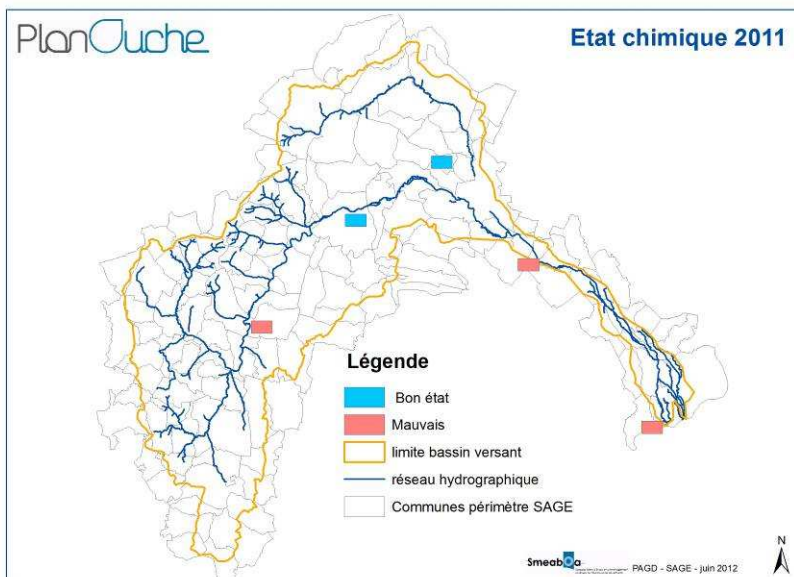 PlanOuche
Etat chimique 2011
Légende
Bon état
Mauvais
limite bassin versant
réseau hydrographique
Communes périmètre SAGE
N
Smeaboa
PAGD - SAGE - juin 2012